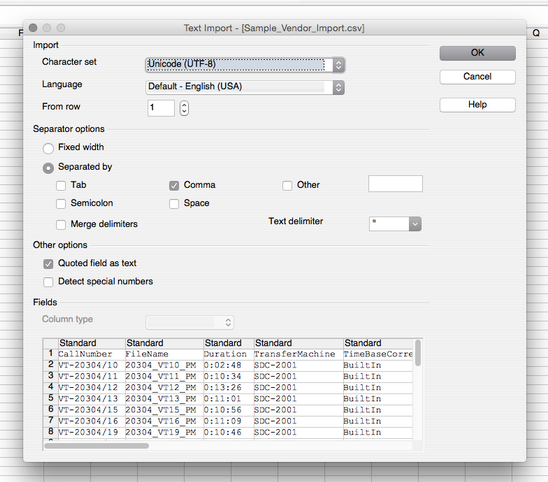 F
Q
Text Import - [Sample_Vendor_Import.csv]
Import
OK
Character set Unicode (UTF-8)
Cancel
Language Default - English (USA)
From row 1
Help
Separator options
Fixed width
Separated by
Tab Comma Other
Semicolon Space
Merge delimiters Text delimiter "
Other options
Quoted field as text
Detect special numbers
Fields
Column type
Standard Standard Standard Standard Standard
1 CallNumber FileName Duration TransferMachine TimeBaseCorre
2 VT-20304/10 20304_VT10_PM 0:02:48 SDC-2001 BuiltIn
3 VT-20304/11 20304_VT11_PM 0:10:34 SDC-2001 BuiltIn
4 VT-20304/12 20304_VT12_PM 0:13:26 SDC-2001 BuiltIn
5 VT-20304/13 20304_VT13_PM 0:11:01 SDC-2001 BuiltIn
6 VT-20304/15 20304_VT15_PM 0:10:56 SDC-2001 BuiltIn
7 VT-20304/16 20304_VT16_PM 0:11:09 SDC-2001 BuiltIn
8 VT-20304/19 20304_VT19_PM 0:10:46 SDC-2001 BuiltIn